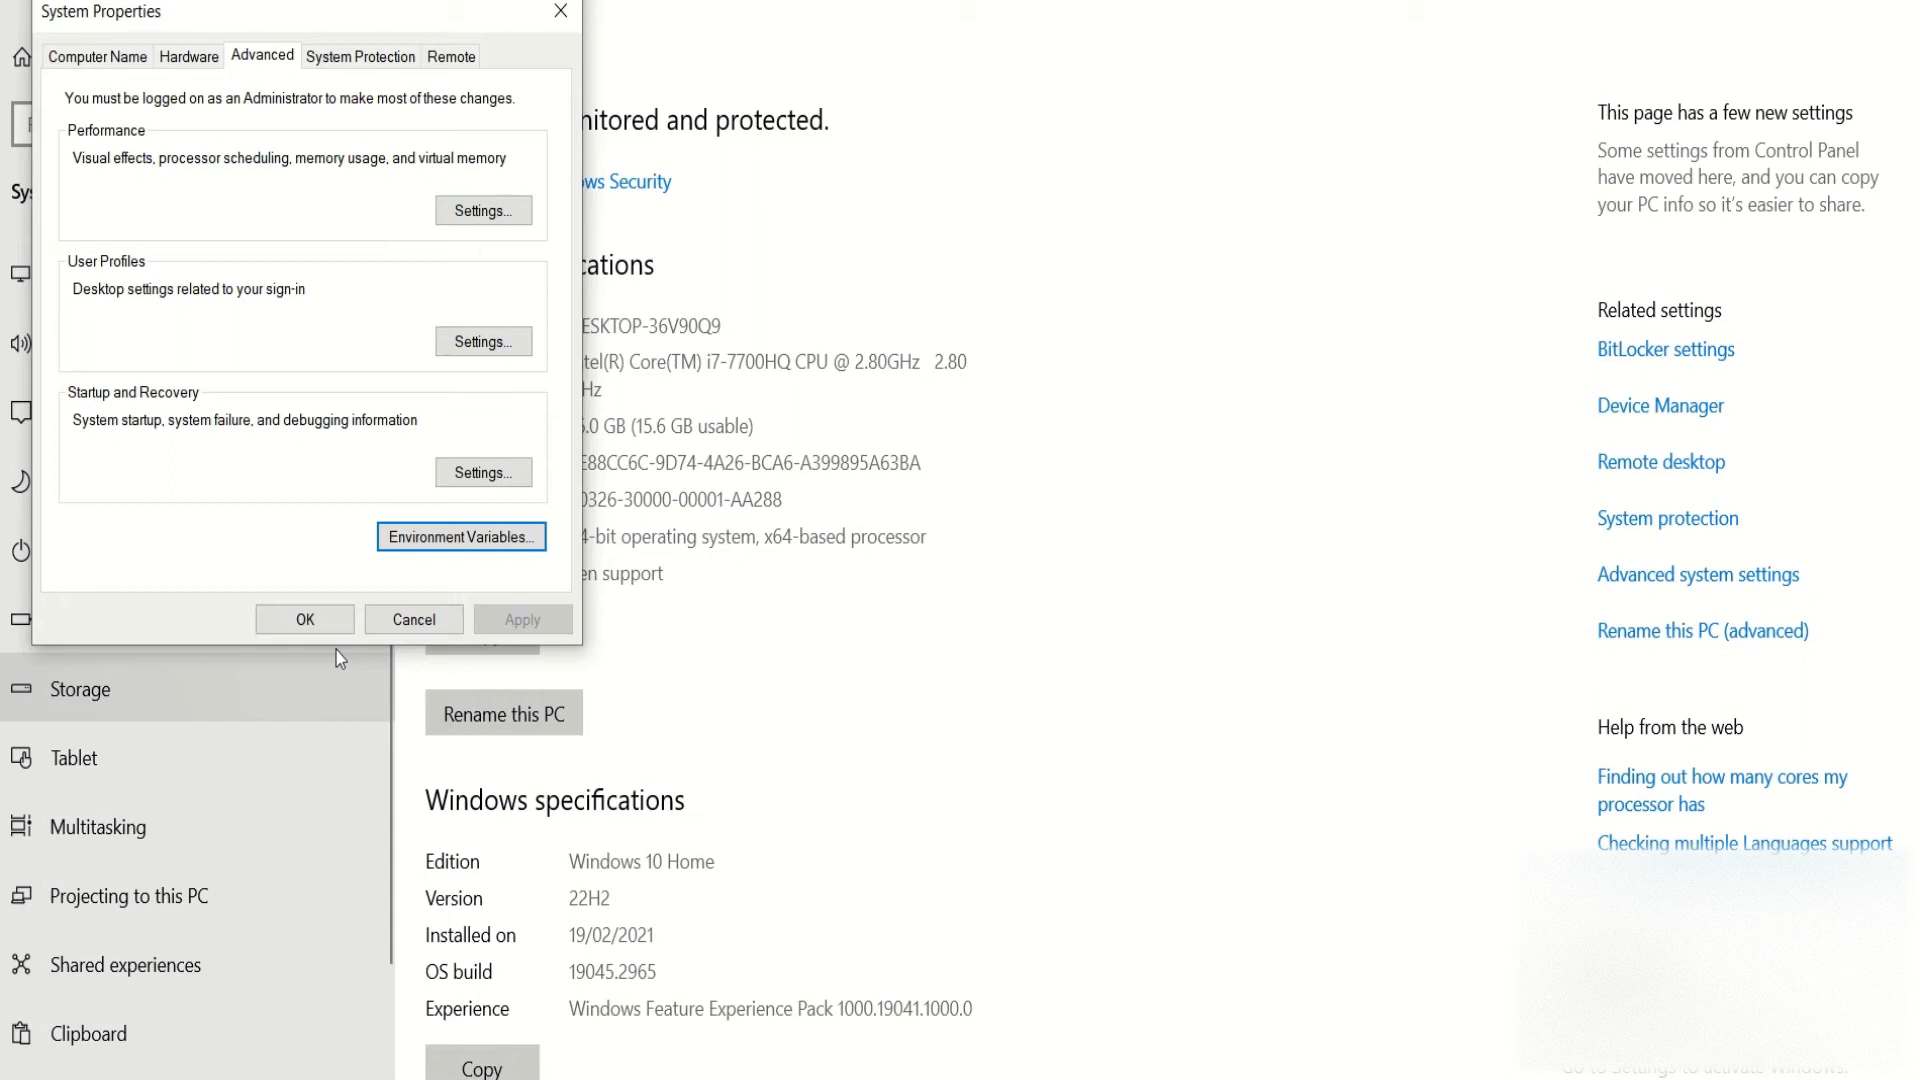 System Properties
Computer Name
Hardware
Advanced
System Protection
Remote
You must be logged on as an Administrator to make most of these changes.
Performance
Visual effects, processor scheduling, memory usage, and virtual memory
Settings...
User Profiles
Desktop settings related to your sign-in
Settings...
Startup and Recovery
System startup, system failure, and debugging information
Settings...
Environment Variables...
OK
Cancel
Apply
Sys
Storage
Tablet
Multitasking
Projecting to this PC
Shared experiences
Clipboard
nitored and protected.
ows Security
cations
ESKTOP-36V90Q9
tel(R) Core(TM) i7-7700HQ CPU @ 2.80GHz 2.80
Hz
.0 GB (15.6 GB usable)
E88CC6C-9D74-4A26-BCA6-A399895A63BA
0326-30000-00001-AA288
4-bit operating system, x64-based processor
en support
Rename this PC
Windows specifications
Edition Windows 10 Home
Version 22H2
Installed on 19/02/2021
OS build 19045.2965
Experience Windows Feature Experience Pack 1000.19041.1000.0
Copy
This page has a few new settings
Some settings from Control Panel
have moved here, and you can copy
your PC info so it's easier to share.
Related settings
BitLocker settings
Device Manager
Remote desktop
System protection
Advanced system settings
Rename this PC (advanced)
Help from the web
Finding out how many cores my
processor has
Checking multiple Languages support
Go to Settings to activate Windows.